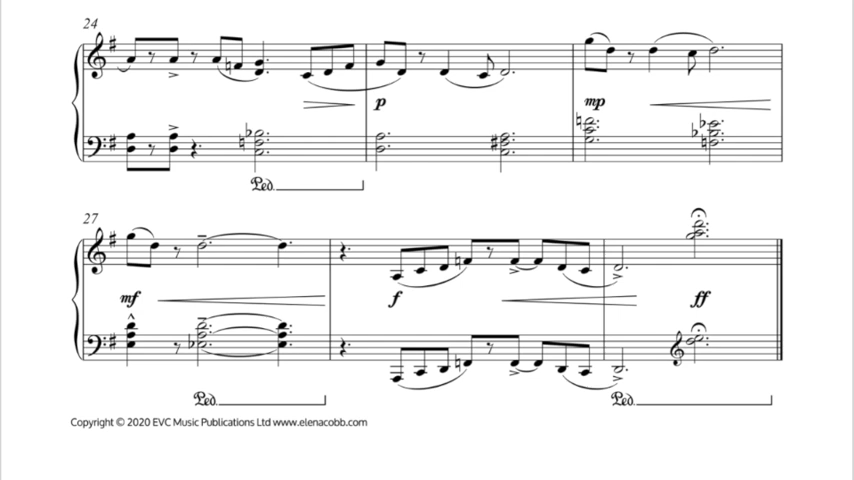 24
p
mp
Ped.
27
mf
f
ff
Ped.
Ped.
Copyright © 2020 EVC Music Publications Ltd www.elenacobb.com